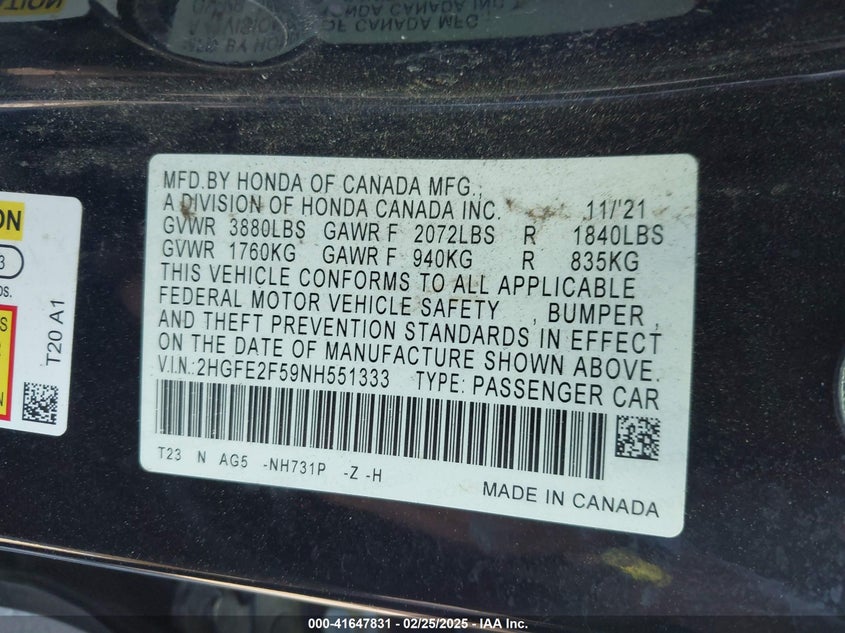 MFD.BY HONDA OF CANADA MFG.,
A DIVISION OF HONDA CANADA INC. 11/'21
GVWR 3880LBS GAWR F 2072LBS R 1840LBS
GVWR 1760KG GAWR F 940KG R 835KG
THIS VEHICLE CONFORMS TO ALL APPLICABLE
FEDERAL MOTOR VEHICLE SAFETY , BUMPER ,
AND THEFT PREVENTION STANDARDS IN EFFECT
ON THE DATE OF MANUFACTURE SHOWN ABOVE.
V.I.N.:2HGFE2F59NH551333 TYPE: PASSENGER CAR
T23 N AG5 -NH731P -Z -H
MADE IN CANADA
T20 A1
000-41647831 — 02/25/2025 — IAA Inc.